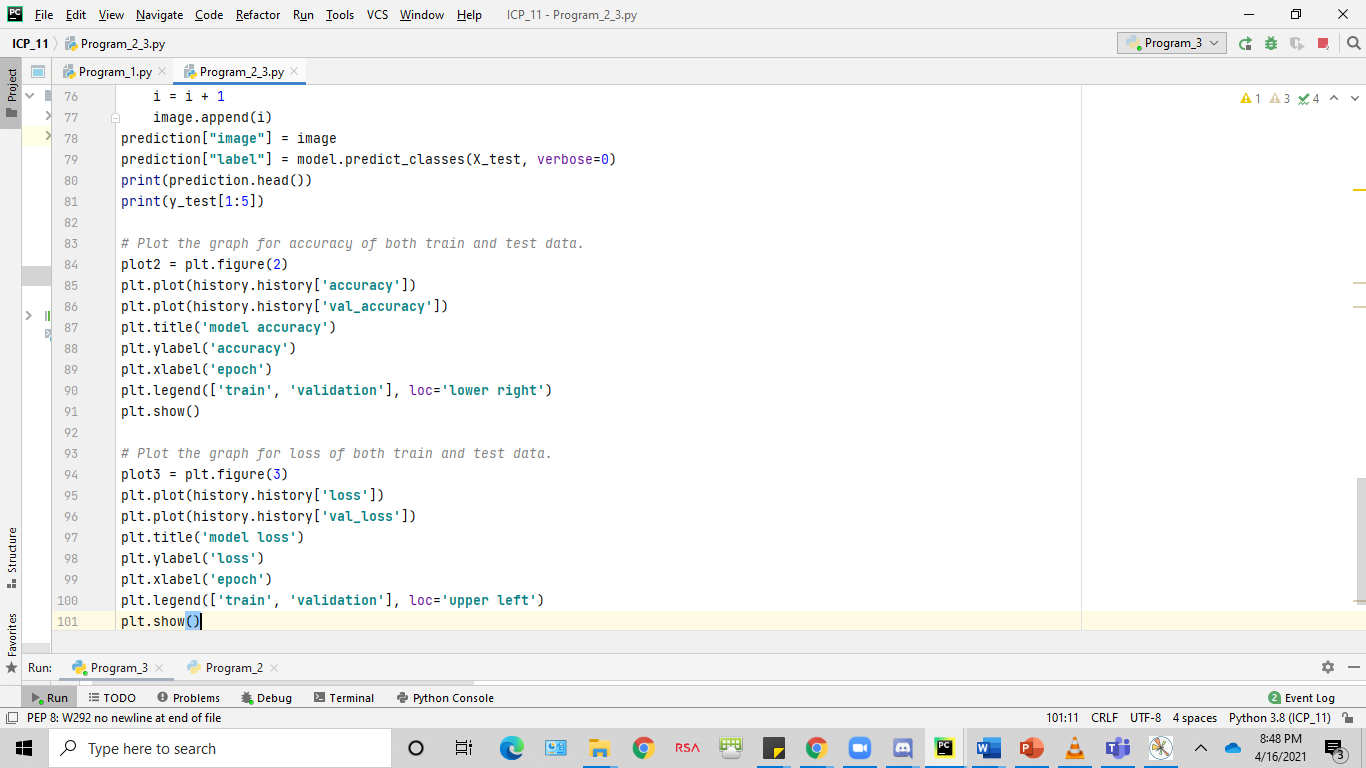 PC File Edit View Navigate Code Refactor Run Tools VCS Window Help ICP_11 - Program_2_3.py
ICP_11 Program_2_3.py Program_3
Project Program_1.py Program_2_3.py
76 i = i + 1 1 3 4
77 image.append(i)
78 prediction["image"] = image
79 prediction["label"] = model.predict_classes(X_test, verbose=0)
80 print(prediction.head())
81 print(y_test[1:5])
82
83 # Plot the graph for accuracy of both train and test data.
84 plot2 = plt.figure(2)
85 plt.plot(history.history['accuracy'])
86 plt.plot(history.history['val_accuracy'])
87 plt.title('model accuracy')
88 plt.ylabel('accuracy')
89 plt.xlabel('epoch')
90 plt.legend(['train', 'validation'], loc='lower right')
91 plt.show()
92
93 # Plot the graph for loss of both train and test data.
94 plot3 = plt.figure(3)
95 plt.plot(history.history['loss'])
96 plt.plot(history.history['val_loss'])
97 plt.title('model loss')
98 plt.ylabel('loss')
99 plt.xlabel('epoch')
100 plt.legend(['train', 'validation'], loc='upper left')
101 plt.show()
Structure
Favorites
Run: Program_3 Program_2
Run TODO Problems Debug Terminal Python Console 2 Event Log
PEP 8: W292 no newline at end of file 101:11 CRLF UTF-8 4 spaces Python 3.8 (ICP_11)
Type here to search RSA PC W P 8:48 PM 3
4/16/2021